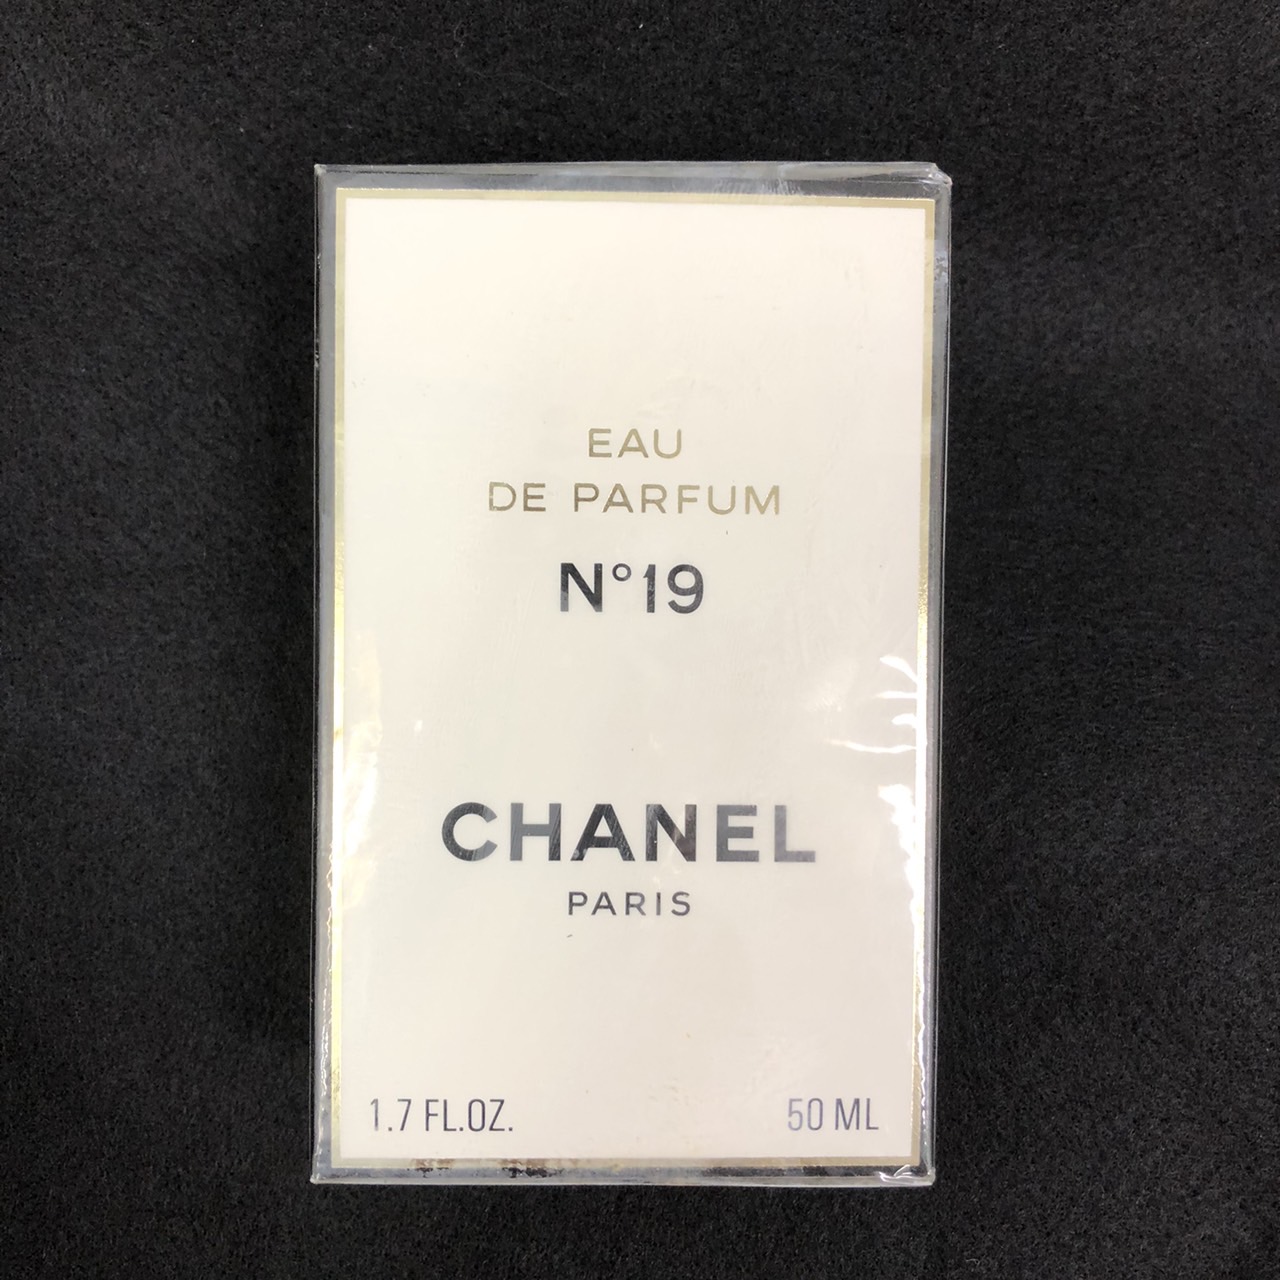 EAU
DE PARFUM
N°19
CHANEL
PARIS
1.7 FL.OZ. 50 ML